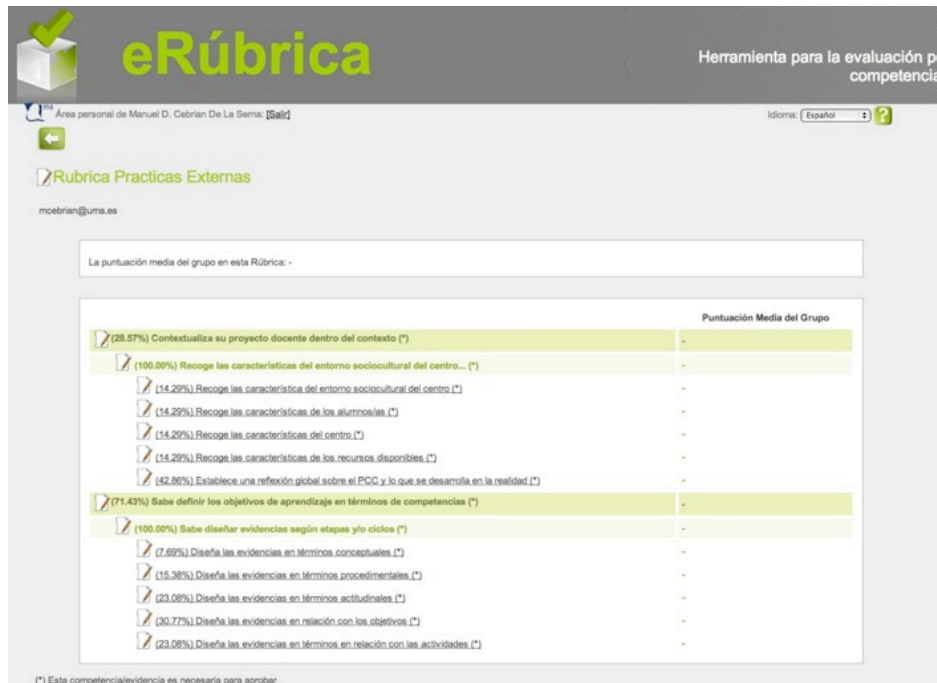 eRúbrica
Herramienta para la evaluación po
competencia
Área personal de Manuel D. Cebrian De La Serna: [Salir]
Idioma: Español
?
Rubrica Practicas Externas
mcebrian@uma.es
La puntuación media del grupo en esta Rúbrica: -
Puntuación Media del Grupo
(28.57%) Contextualiza su proyecto docente dentro del contexto (*) -
(100.00%) Recoge las características del entorno sociocultural del centro... (*) -
(14.29%) Recoge las característica del entorno sociocultural del centro (*) -
(14.29%) Recoge las características de los alumnos/as (*) -
(14.29%) Recoge las características del centro (*) -
(14.29%) Recoge las características de los recursos disponibles (*) -
(42.86%) Establece una reflexión global sobre el PCC y lo que se desarrolla en la realidad (*) -
(71.43%) Sabe definir los objetivos de aprendizaje en términos de competencias (*) -
(100.00%) Sabe diseñar evidencias según etapas y/o ciclos (*) -
(7.69%) Diseña las evidencias en términos conceptuales (*) -
(15.38%) Diseña las evidencias en términos procedimentales (*) -
(23.08%) Diseña las evidencias en términos actitudinales (*) -
(30.77%) Diseña las evidencias en relación con los objetivos (*) -
(23.08%) Diseña las evidencias en términos en relación con las actividades (*) -
(*) Esta competencia/evidencia es necesaria para aprobar